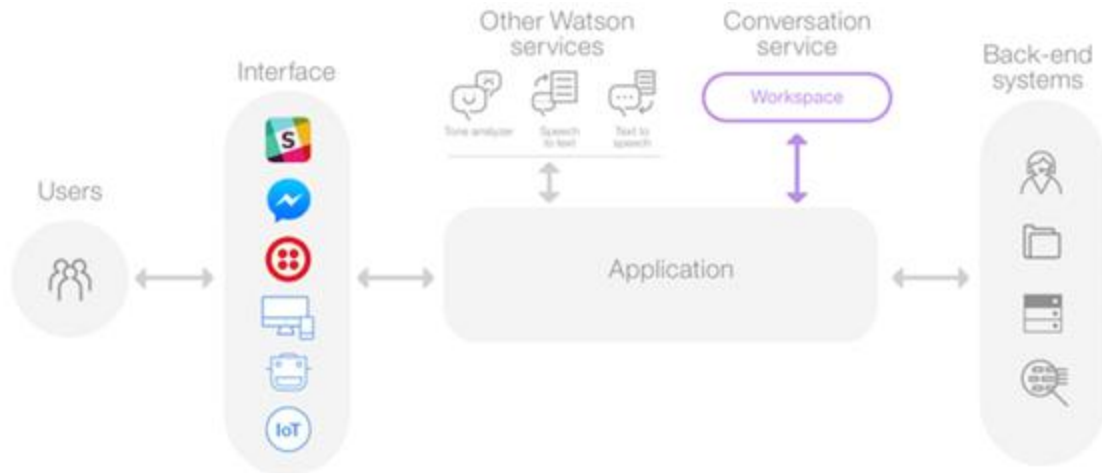 Other Watson
services
Conversation
service
Back-end
systems
Interface
Workspace
Tone analyzer
Speech
to text
Text to
speech
S
Users
Application
IoT